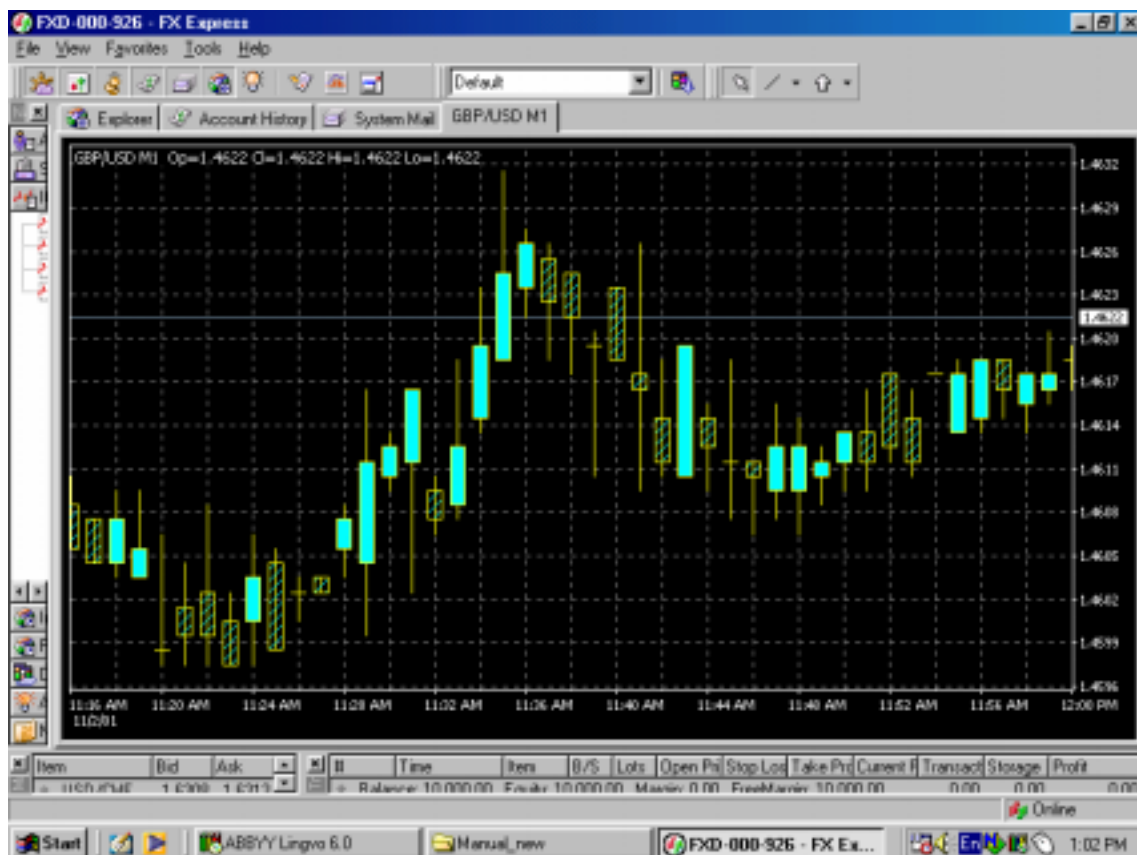 FXD-000-926 - FX Express
File View Favorites Tools Help
Default
Explorer Account History System Mail GBP/USD M1
GBP/USD M1 Op=1.4622 Cl=1.4622 Hi=1.4622 Lo=1.4622
1.4632
1.4629
1.4626
1.4623
1.4622
1.4620
1.4617
1.4614
1.4611
1.4608
1.4605
1.4602
1.4599
1.4596
11:16 AM 11:20 AM 11:24 AM 11:28 AM 11:32 AM 11:36 AM 11:40 AM 11:44 AM 11:48 AM 11:52 AM 11:56 AM 12:00 PM
11/2/01
Item Bid Ask # Time Item B/S Lots Open Pri Stop Los Take Pro Current P Transact Storage Profit
Balance: 10,000.00 Equity: 10,000.00 Margin: 0.00 FreeMargin: 10,000.00 0.00 0.00 0.00
Online
Start ABBYY Lingvo 6.0 Manual_new FXD-000-926 - FX Ex... En 1:02 PM